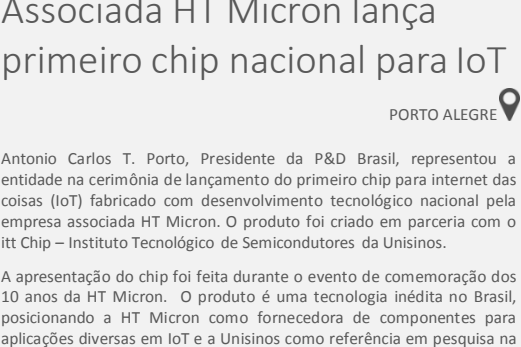 Associada HT Micron lança
primeiro chip nacional para IoT
PORTO ALEGRE
Antonio Carlos T. Porto, Presidente da P&D Brasil, representou a
entidade na cerimônia de lançamento do primeiro chip para internet das
coisas (IoT) fabricado com desenvolvimento tecnológico nacional pela
empresa associada HT Micron. O produto foi criado em parceria com o
itt Chip – Instituto Tecnológico de Semicondutores da Unisinos.
A apresentação do chip foi feita durante o evento de comemoração dos
10 anos da HT Micron. O produto é uma tecnologia inédita no Brasil,
posicionando a HT Micron como fornecedora de componentes para
aplicações diversas em IoT e a Unisinos como referência em pesquisa na